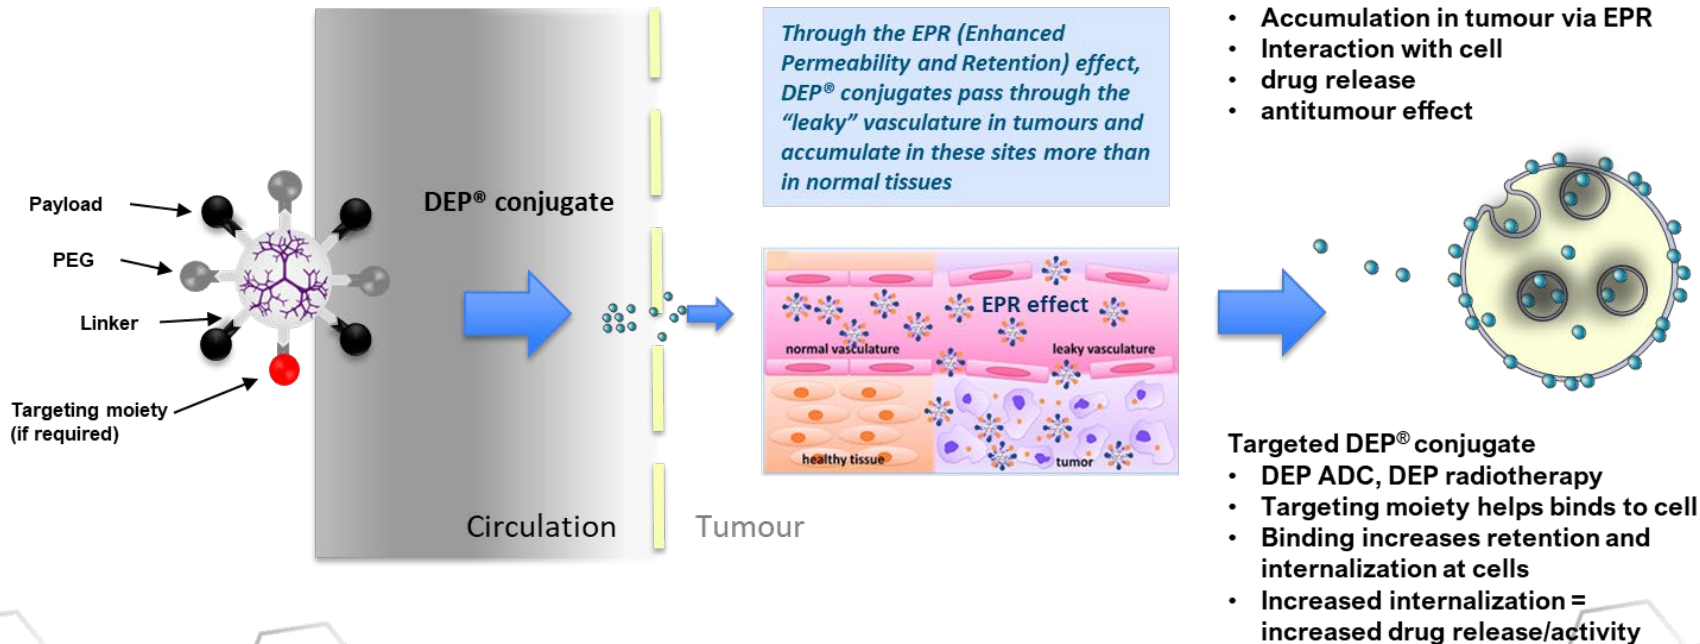 Payload
PEG
Linker
Targeting moiety
(if required)
DEP® conjugate
Circulation
Tumour
Through the EPR (Enhanced
Permeability and Retention) effect,
DEP® conjugates pass through the
“leaky” vasculature in tumours and
accumulate in these sites more than
in normal tissues
EPR effect
normal vasculature
leaky vasculature
healthy tissue
tumor
• Accumulation in tumour via EPR
• Interaction with cell
• drug release
• antitumour effect
Targeted DEP® conjugate
• DEP ADC, DEP radiotherapy
• Targeting moiety helps binds to cell
• Binding increases retention and
internalization at cells
• Increased internalization =
increased drug release/activity